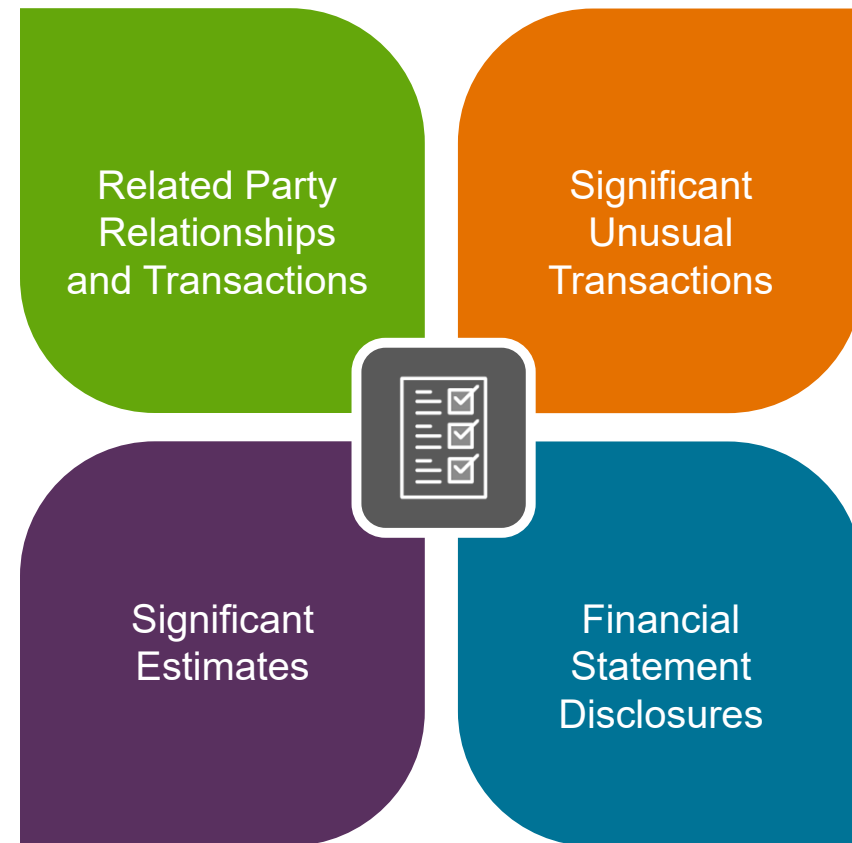 Related Party
Relationships
and Transactions
Significant
Unusual
Transactions
Significant
Estimates
Financial
Statement
Disclosures